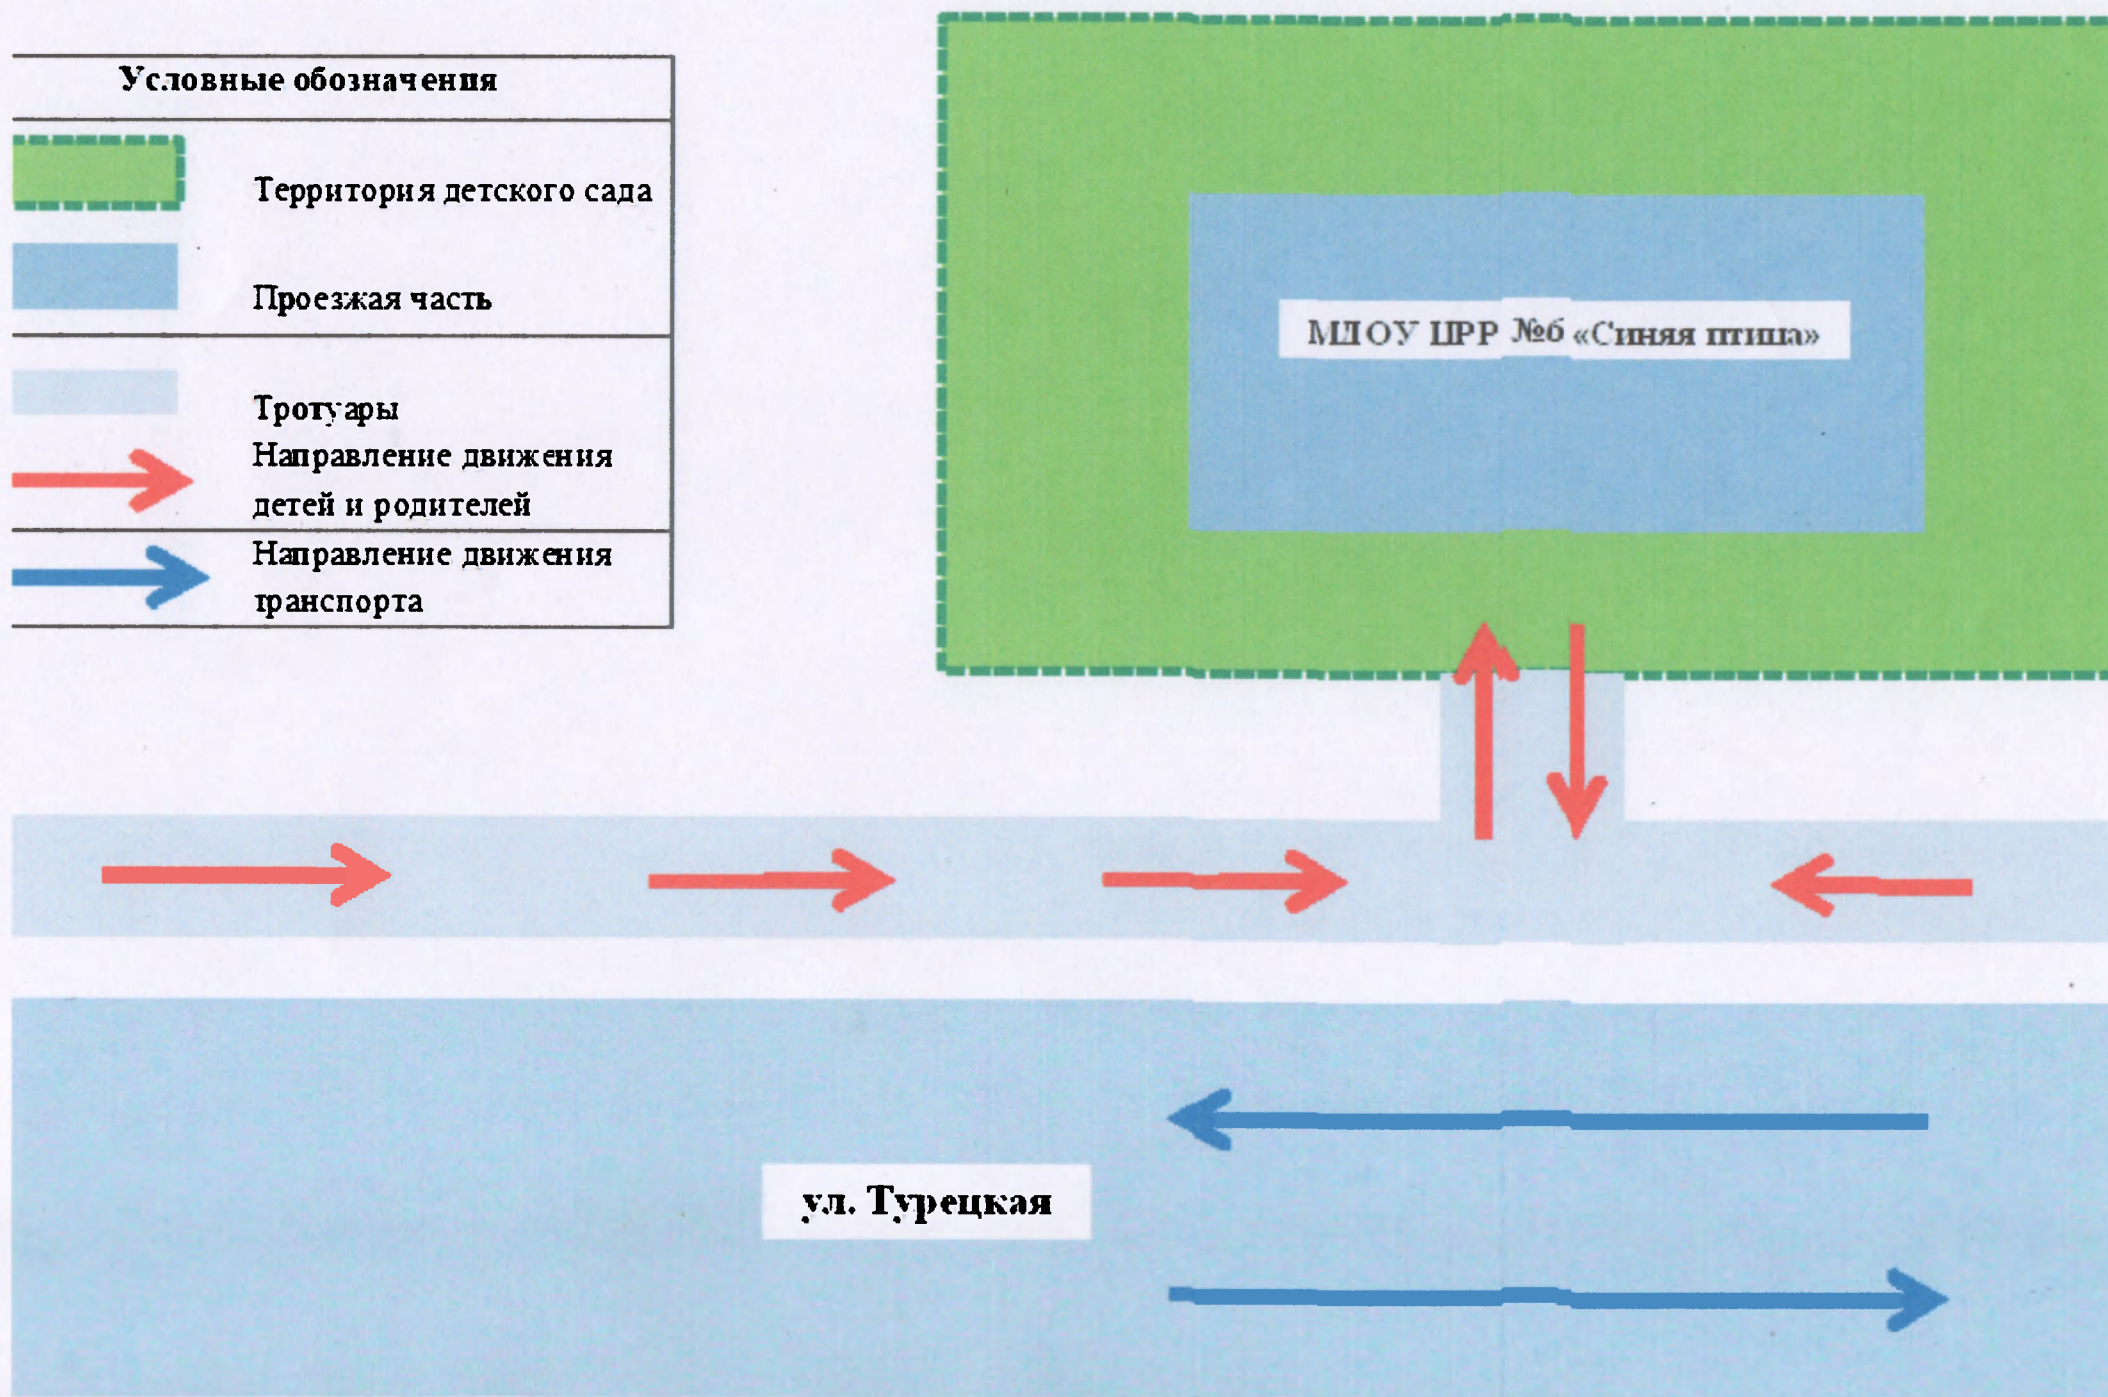 Условные обозначения
Территория детского сада
Проезжая часть
Тротуары
Направление движения
детей и родителей
Направление движения
транспорта
МДОУ ЦРР №6 «Синяя птица»
ул. Турецкая